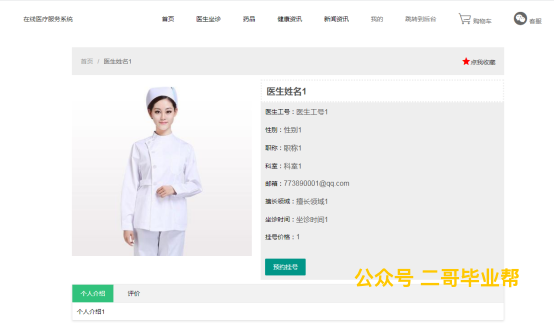 在线医疗服务系统 首页 医生坐诊 药品 健康资讯 新闻资讯 我的 跳转到后台 购物车 客服
首页 / 医生姓名1 点我收藏
医生姓名1
医生工号：医生工号1
性别：性别1
职称：职称1
科室：科室1
邮箱：773890001@qq.com
擅长领域：擅长领域1
坐诊时间：坐诊时间1
挂号价格：1
预约挂号
公众号 二哥毕业帮
个人介绍 评价
个人介绍1